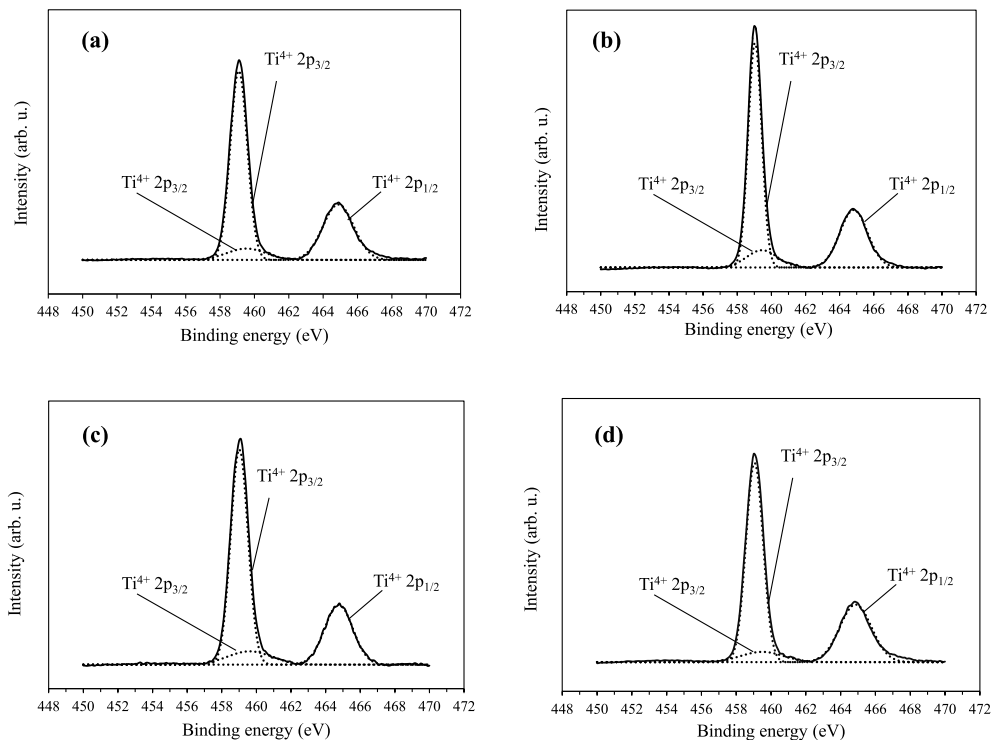 (a)
Ti⁴⁺ 2p₃/₂
Ti⁴⁺ 2p₃/₂
Ti⁴⁺ 2p₁/₂
Intensity (arb. u.)
448 450 452 454 456 458 460 462 464 466 468 470 472
Binding energy (eV)
(b)
Ti⁴⁺ 2p₃/₂
Ti⁴⁺ 2p₃/₂
Ti⁴⁺ 2p₁/₂
Intensity (arb. u.)
448 450 452 454 456 458 460 462 464 466 468 470 472
Binding energy (eV)
(c)
Ti⁴⁺ 2p₃/₂
Ti⁴⁺ 2p₃/₂
Ti⁴⁺ 2p₁/₂
Intensity (arb. u.)
448 450 452 454 456 458 460 462 464 466 468 470 472
Binding energy (eV)
(d)
Ti⁴⁺ 2p₃/₂
Ti⁴⁺ 2p₃/₂
Ti⁴⁺ 2p₁/₂
Intensity (arb. u.)
448 450 452 454 456 458 460 462 464 466 468 470 472
Binding energy (eV)